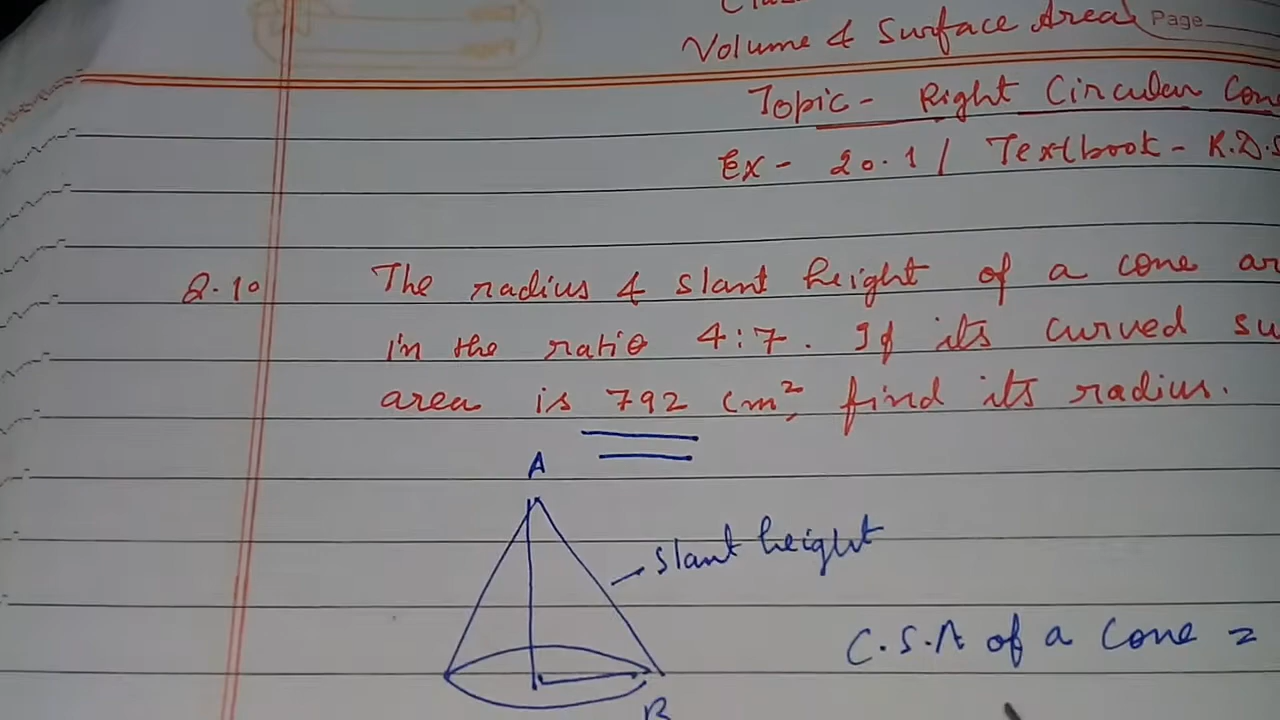 Volume & Surface Area Page
Topic - Right Circular Con
Ex - 20.1 / Textbook - R.D.S
Q.10 The radius & slant height of a cone ar
in the ratio 4:7. If its curved su
area is 792 cm², find its radius.
A
slant height
C.S.A of a cone =
B